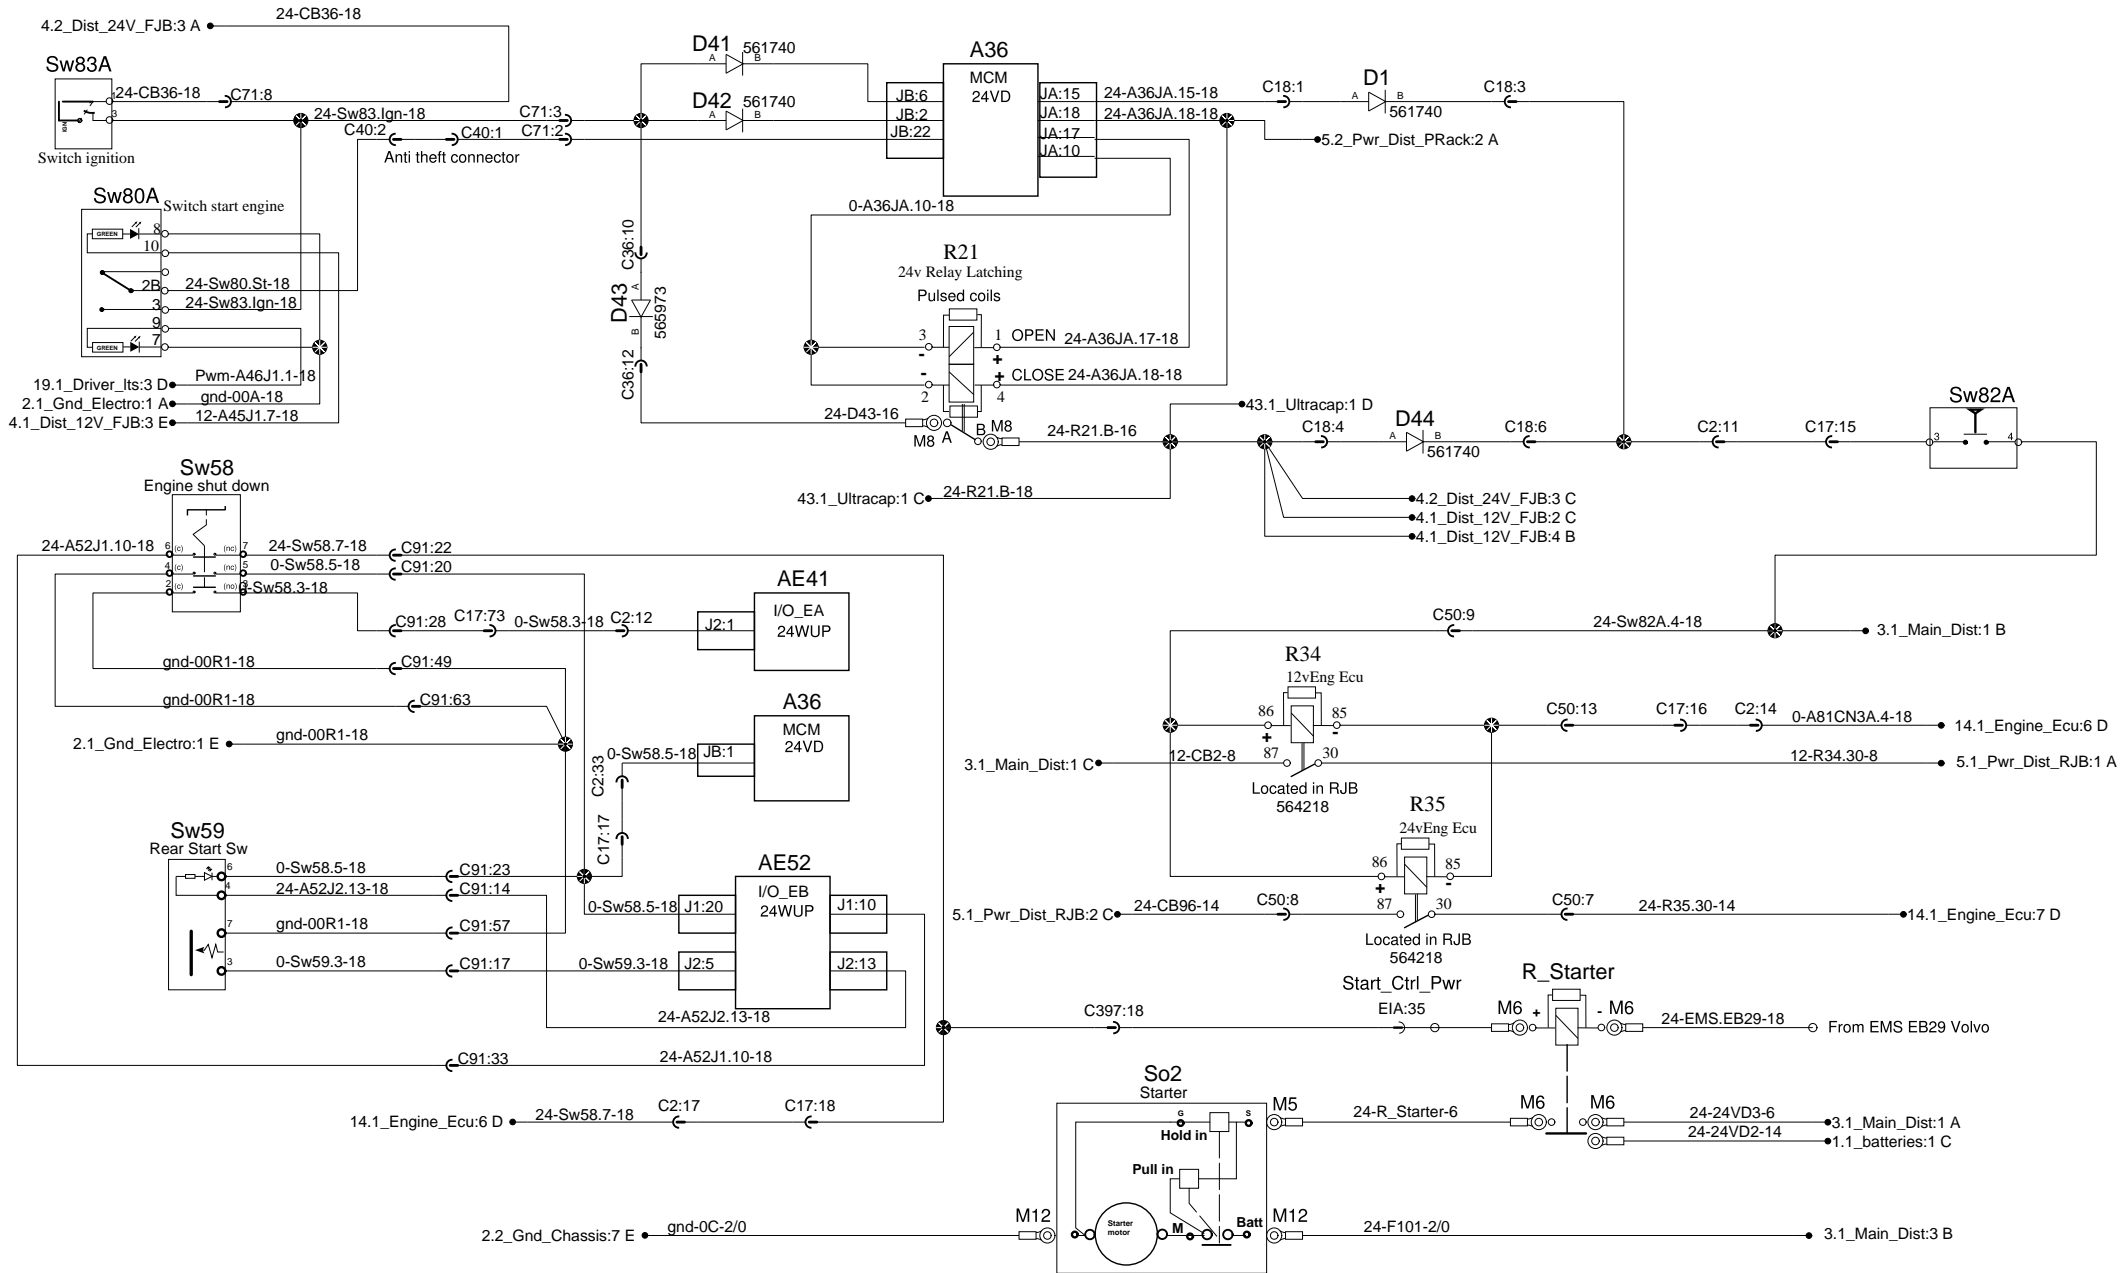 24-CB36-18
4.2_Dist_24V_FJB:3 A
Sw83A
24-CB36-18
C71:8
1
3
IGN
24-Sw83.Ign-18
C71:3
C40:2
C40:1
C71:2
Switch ignition
Anti theft connector
D41
561740
A
B
D42
561740
A
B
A36
MCM
24VD
JB:6
JB:2
JB:22
JA:15
JA:18
JA:17
JA:10
24-A36JA.15-18
24-A36JA.18-18
C18:1
D1
A
B
561740
C18:3
5.2_Pwr_Dist_PRack:2 A
Sw80A
Switch start engine
GREEN
8
10
2B
24-Sw80.St-18
3
24-Sw83.Ign-18
9
GREEN
7
19.1_Driver_lts:3 D
Pwm-A46J1.1-18
2.1_Gnd_Electro:1 A
gnd-00A-18
4.1_Dist_12V_FJB:3 E
12-A45J1.7-18
C36:10
D43
A
B
565973
C36:12
0-A36JA.10-18
R21
24v Relay Latching
Pulsed coils
3
-
1
OPEN
24-A36JA.17-18
+
-
+
CLOSE
24-A36JA.18-18
2
4
24-D43-16
M8
A
B
M8
24-R21.B-16
43.1_Ultracap:1 D
C18:4
D44
A
B
561740
C18:6
C2:11
C17:15
Sw82A
3
4
43.1_Ultracap:1 C
24-R21.B-18
4.2_Dist_24V_FJB:3 C
4.1_Dist_12V_FJB:2 C
4.1_Dist_12V_FJB:4 B
Sw58
Engine shut down
24-A52J1.10-18
6
(c)
(nc)
7
24-Sw58.7-18
C91:22
4
(c)
(nc)
5
0-Sw58.5-18
C91:20
2
(c)
(no)
3
0-Sw58.3-18
C91:28
C17:73
0-Sw58.3-18
C2:12
J2:1
AE41
I/O_EA
24WUP
gnd-00R1-18
C91:49
gnd-00R1-18
C91:63
2.1_Gnd_Electro:1 E
gnd-00R1-18
A36
MCM
24VD
0-Sw58.5-18
JB:1
C2:33
C17:17
Sw59
Rear Start Sw
6
0-Sw58.5-18
C91:23
4
24-A52J2.13-18
C91:14
7
gnd-00R1-18
C91:57
3
0-Sw59.3-18
C91:17
0-Sw59.3-18
AE52
I/O_EB
24WUP
0-Sw58.5-18
J1:20
J2:5
J1:10
J2:13
24-A52J2.13-18
C91:33
24-A52J1.10-18
14.1_Engine_Ecu:6 D
24-Sw58.7-18
C2:17
C17:18
C50:9
24-Sw82A.4-18
3.1_Main_Dist:1 B
R34
12vEng Ecu
86
+
85
-
C50:13
C17:16
C2:14
0-A81CN3A.4-18
14.1_Engine_Ecu:6 D
3.1_Main_Dist:1 C
12-CB2-8
87
30
12-R34.30-8
5.1_Pwr_Dist_RJB:1 A
Located in RJB
564218
R35
24vEng Ecu
86
+
85
-
5.1_Pwr_Dist_RJB:2 C
24-CB96-14
C50:8
87
30
C50:7
24-R35.30-14
14.1_Engine_Ecu:7 D
Located in RJB
564218
Start_Ctrl_Pwr
R_Starter
C397:18
EIA:35
M6
+
-
M6
24-EMS.EB29-18
From EMS EB29 Volvo
So2
Starter
G
S
Hold in
Pull in
M5
24-R_Starter-6
M6
M6
24-24VD3-6
3.1_Main_Dist:1 A
24-24VD2-14
1.1_batteries:1 C
Starter
motor
M
Batt
2.2_Gnd_Chassis:7 E
gnd-0C-2/0
M12
M12
24-F101-2/0
3.1_Main_Dist:3 B